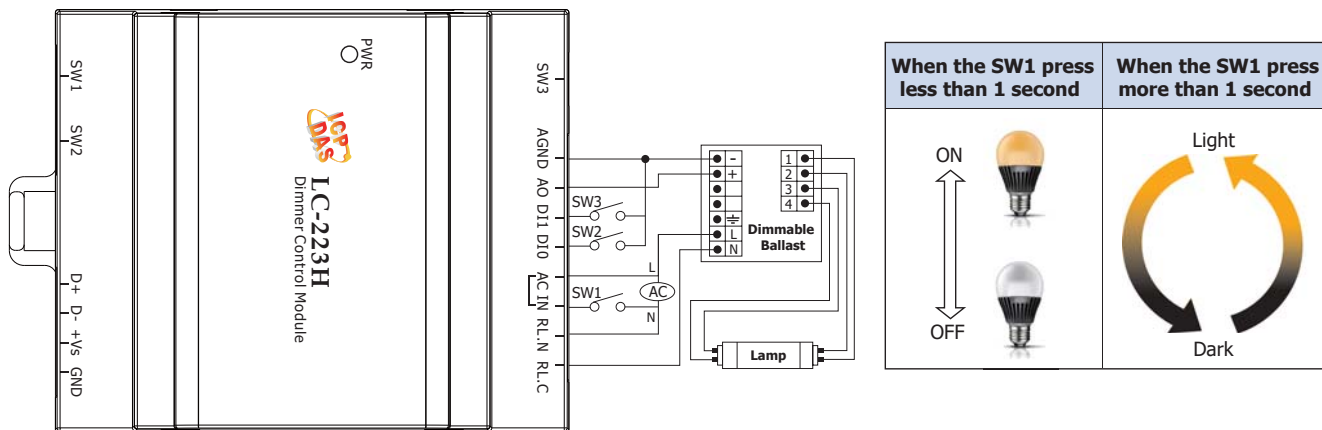 SW1
SW2
D+
D-
+Vs
GND
PWR
ICP
DAS
LC-223H
Dimmer Control Module
SW3
AGND
AO
DI1
DI0
AC IN
RL.N
RL.C
SW3
SW2
SW1
L
AC
N
-
+
L
N
1
2
3
4
Dimmable
Ballast
Lamp
When the SW1 press
less than 1 second
When the SW1 press
more than 1 second
ON
OFF
Light
Dark